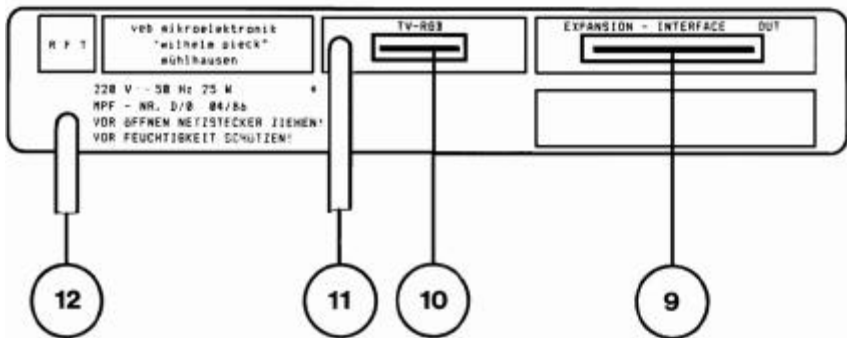 R F T
veb mikroelektronik
"wilhelm pieck"
mühlhausen
TV-RGB
EXPANSION - INTERFACE OUT
220 V ~ 50 Hz 25 W *
MPF - NR. D/0 04/86
VOR ÖFFNEN NETZSTECKER ZIEHEN!
VOR FEUCHTIGKEIT SCHÜTZEN!
12
11
10
9